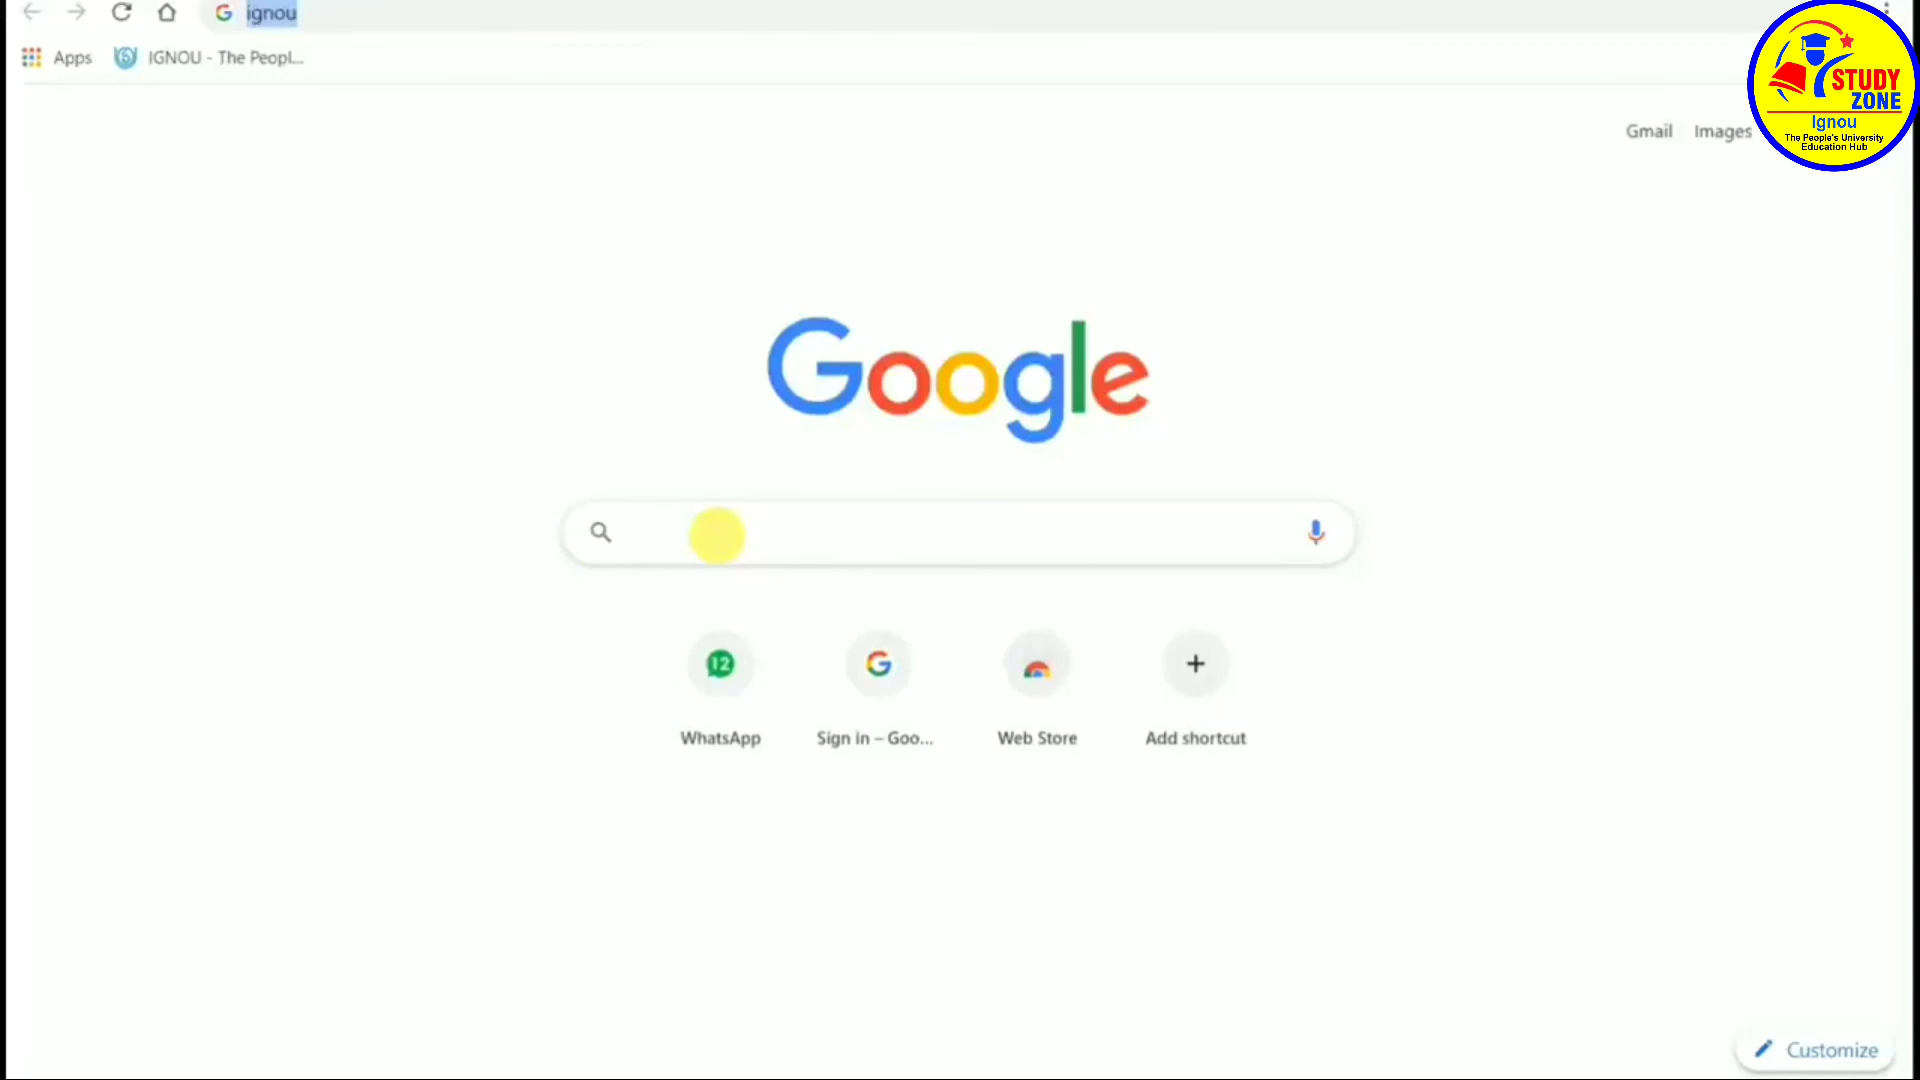 ignou
Apps
IGNOU - The Peopl...
STUDY
ZONE
Ignou
The People's University
Education Hub
Gmail
Images
Google
12
WhatsApp
Sign in – Goo...
Web Store
Add shortcut
Customize